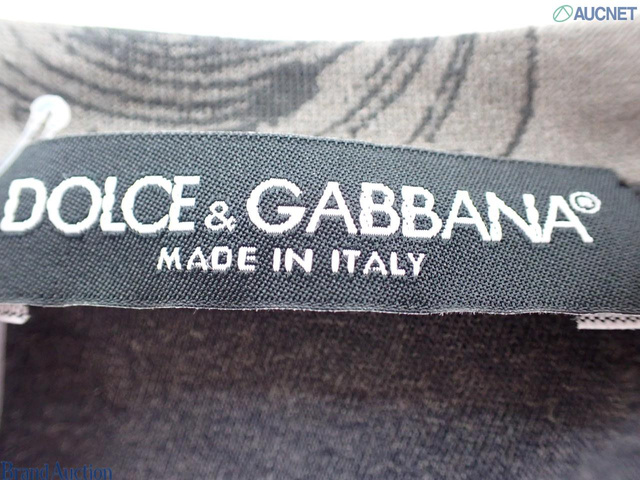 AUCNET
DOLCE & GABBANA®
MADE IN ITALY
Brand Auction